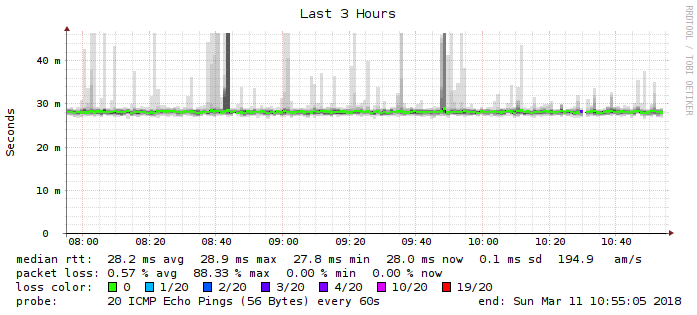 Last 3 Hours
RRDTOOL / TOBI OETIKER
Seconds
40 m
30 m
20 m
10 m
0
08:00 08:20 08:40 09:00 09:20 09:40 10:00 10:20 10:40
median rtt: 28.2 ms avg 28.9 ms max 27.8 ms min 28.0 ms now 0.1 ms sd 194.9 am/s
packet loss: 0.57 % avg 88.33 % max 0.00 % min 0.00 % now
loss color: 0 1/20 2/20 3/20 4/20 10/20 19/20
probe: 20 ICMP Echo Pings (56 Bytes) every 60s end: Sun Mar 11 10:55:05 2018